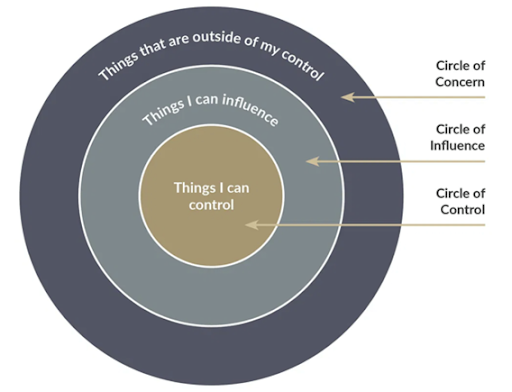 Things that are outside of my control
Things I can influence
Things I can
control
Circle of
Concern
Circle of
Influence
Circle of
Control